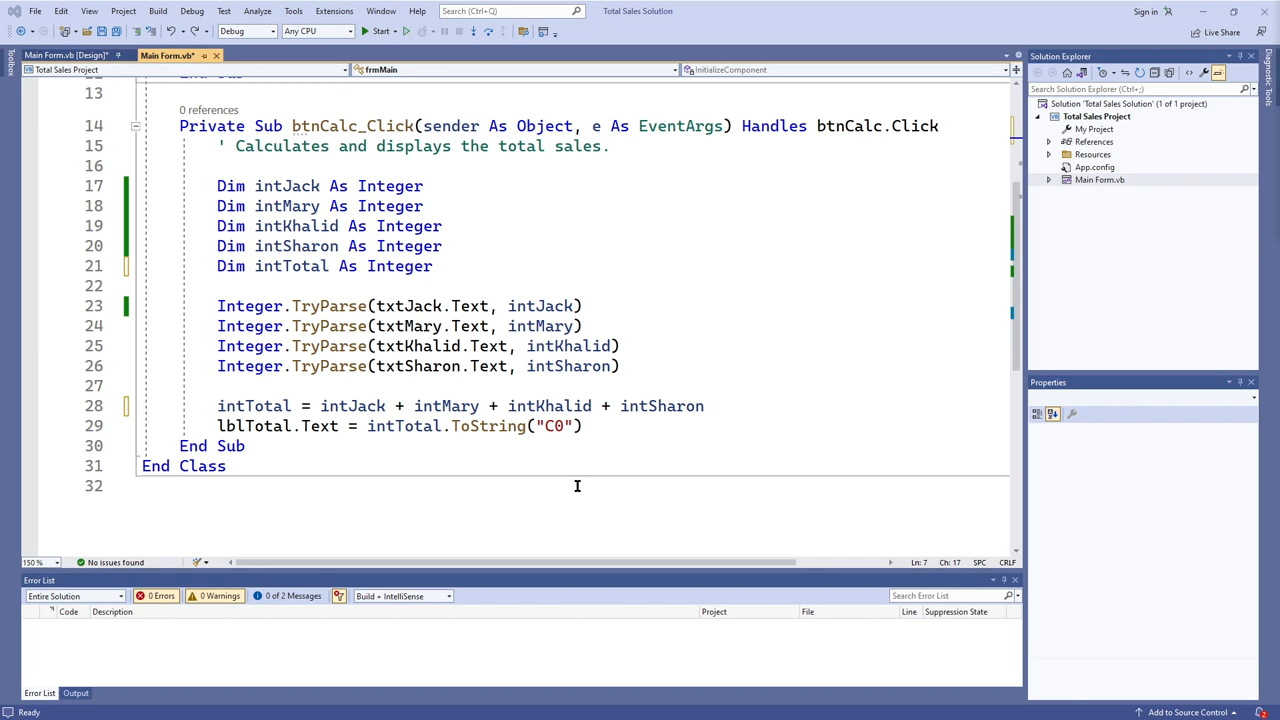 File Edit View Project Build Debug Test Analyze Tools Extensions Window Help Search (Ctrl+Q) Total Sales Solution Sign in
Debug Any CPU Start Live Share
Toolbox
Main Form.vb [Design]* Main Form.vb*
Total Sales Project frmMain InitializeComponent
13
0 references
14 Private Sub btnCalc_Click(sender As Object, e As EventArgs) Handles btnCalc.Click
15 ' Calculates and displays the total sales.
16
17 Dim intJack As Integer
18 Dim intMary As Integer
19 Dim intKhalid As Integer
20 Dim intSharon As Integer
21 Dim intTotal As Integer
22
23 Integer.TryParse(txtJack.Text, intJack)
24 Integer.TryParse(txtMary.Text, intMary)
25 Integer.TryParse(txtKhalid.Text, intKhalid)
26 Integer.TryParse(txtSharon.Text, intSharon)
27
28 intTotal = intJack + intMary + intKhalid + intSharon
29 lblTotal.Text = intTotal.ToString("C0")
30 End Sub
31 End Class
32
150 % No issues found Ln: 7 Ch: 17 SPC CRLF
Error List
Entire Solution 0 Errors 0 Warnings 0 of 2 Messages Build + IntelliSense Search Error List
Code Description Project File Line Suppression State
Error List Output
Ready Add to Source Control 2
Solution Explorer
Search Solution Explorer (Ctrl+;)
Solution 'Total Sales Solution' (1 of 1 project)
Total Sales Project
My Project
References
Resources
App.config
Main Form.vb
Properties
Diagnostic Tools